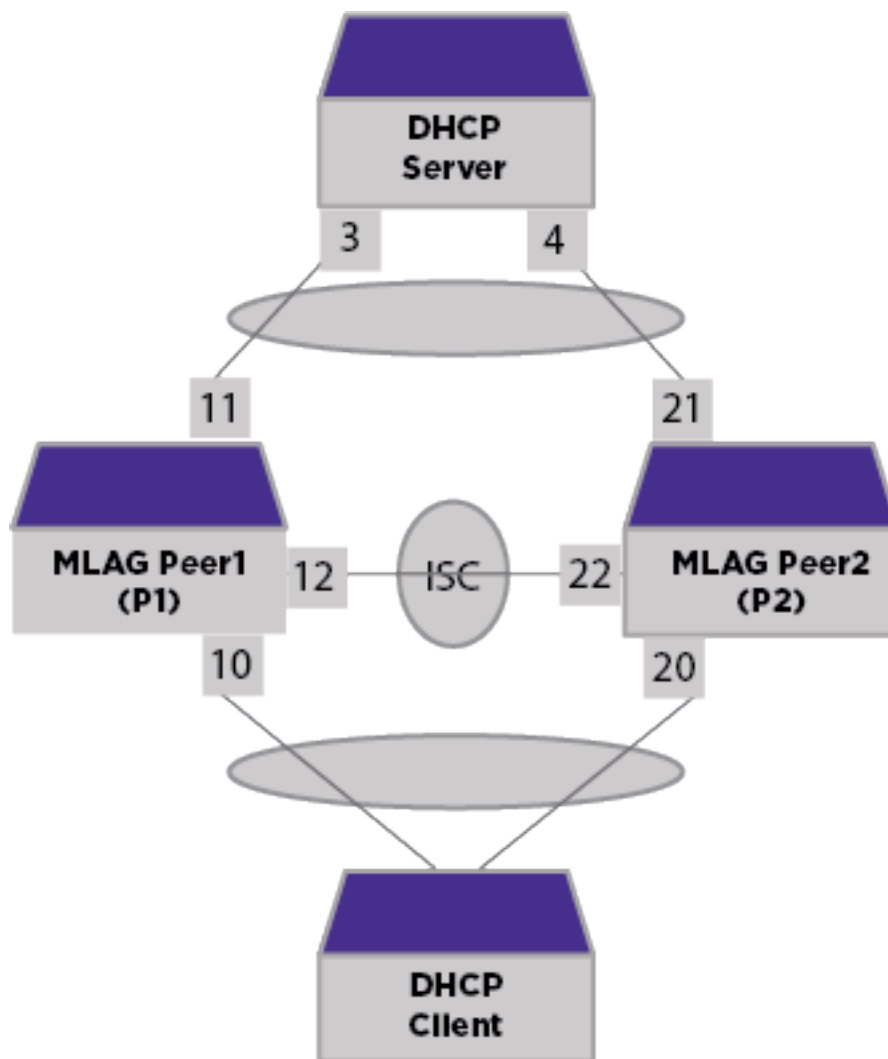 DHCP
Server
3
4
11
21
MLAG Peer1
(P1)
12
ISC
22
MLAG Peer2
(P2)
10
20
DHCP
Client